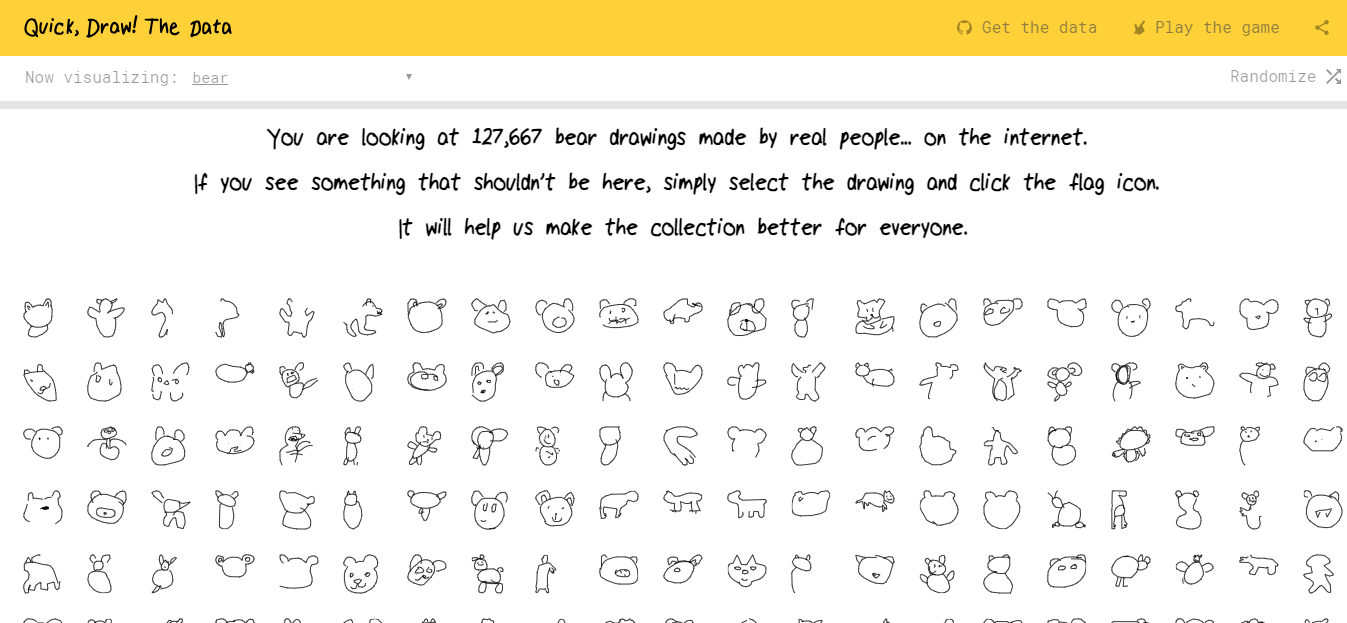 Quick, Draw! The Data
Get the data
Play the game
Now visualizing: bear
Randomize
You are looking at 127,667 bear drawings made by real people... on the internet.
If you see something that shouldn't be here, simply select the drawing and click the flag icon.
It will help us make the collection better for everyone.